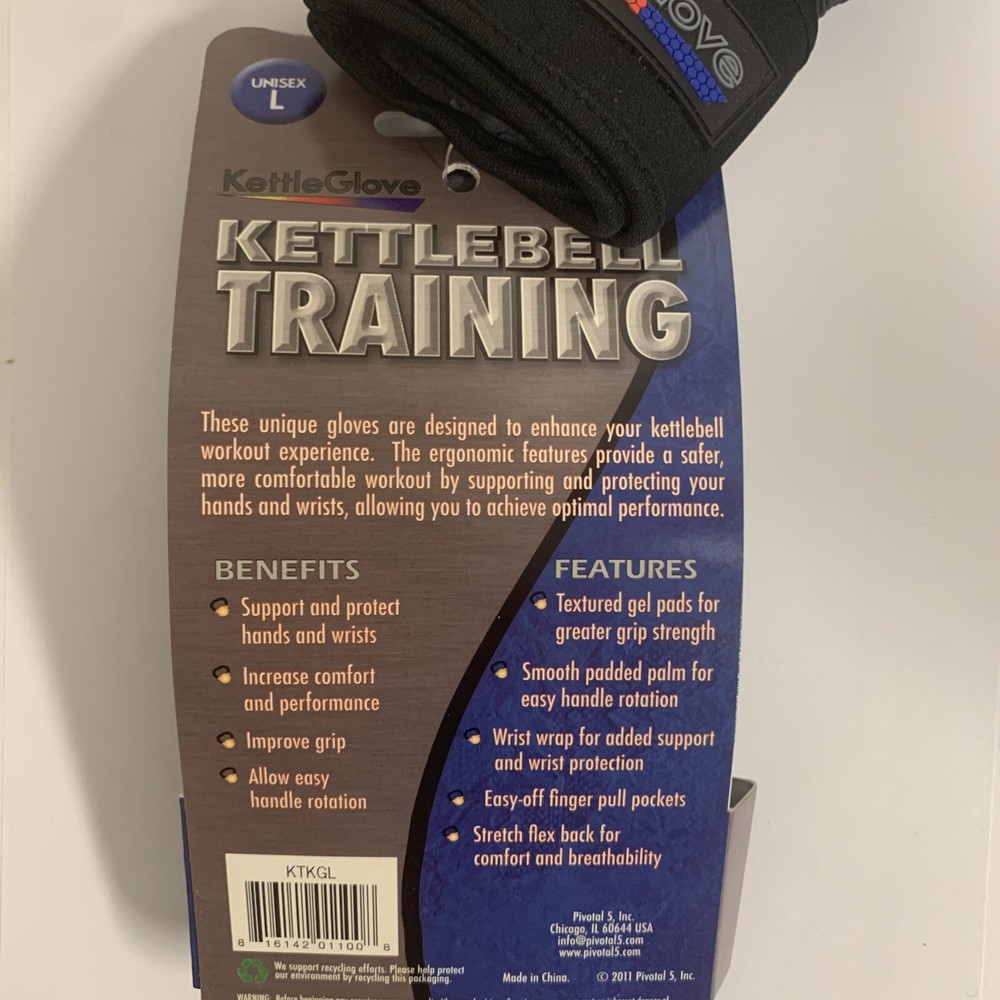 ove
UNISEX
L
KettleGlove
KETTLEBELL
TRAINING
These unique gloves are designed to enhance your kettlebell
workout experience. The ergonomic features provide a safer,
more comfortable workout by supporting and protecting your
hands and wrists, allowing you to achieve optimal performance.
BENEFITS
Support and protect
hands and wrists
Increase comfort
and performance
Improve grip
Allow easy
handle rotation
FEATURES
Textured gel pads for
greater grip strength
Smooth padded palm for
easy handle rotation
Wrist wrap for added support
and wrist protection
Easy-off finger pull pockets
Stretch flex back for
comfort and breathability
KTKGL
8 16142 01100 8
Pivotal 5, Inc.
Chicago, IL 60644 USA
info@pivotal5.com
www.pivotal5.com
We support recycling efforts. Please help protect
our environment by recycling this packaging.
Made in China. © 2011 Pivotal 5, Inc.
WARNING: Before beginning any